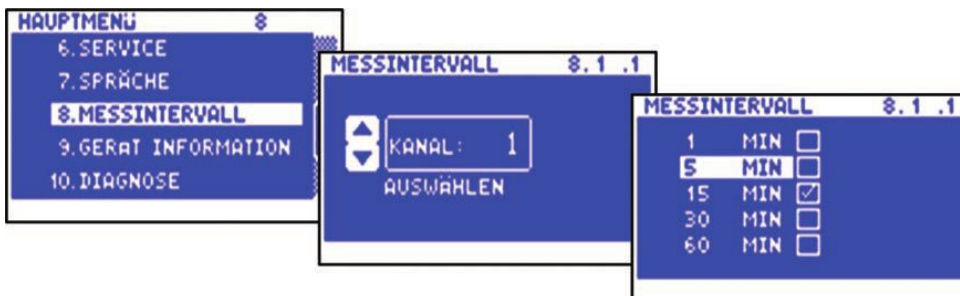 HAUPTMENü 8
6. SERVICE
7. SPRÄCHE
8. MESSINTERVALL
9. GERäT INFORMATION
10. DIAGNOSE
MESSINTERVALL 8.1 .1
KANAL: 1
AUSWÄHLEN
MESSINTERVALL 8.1 .1
1 MIN
5 MIN
15 MIN
30 MIN
60 MIN